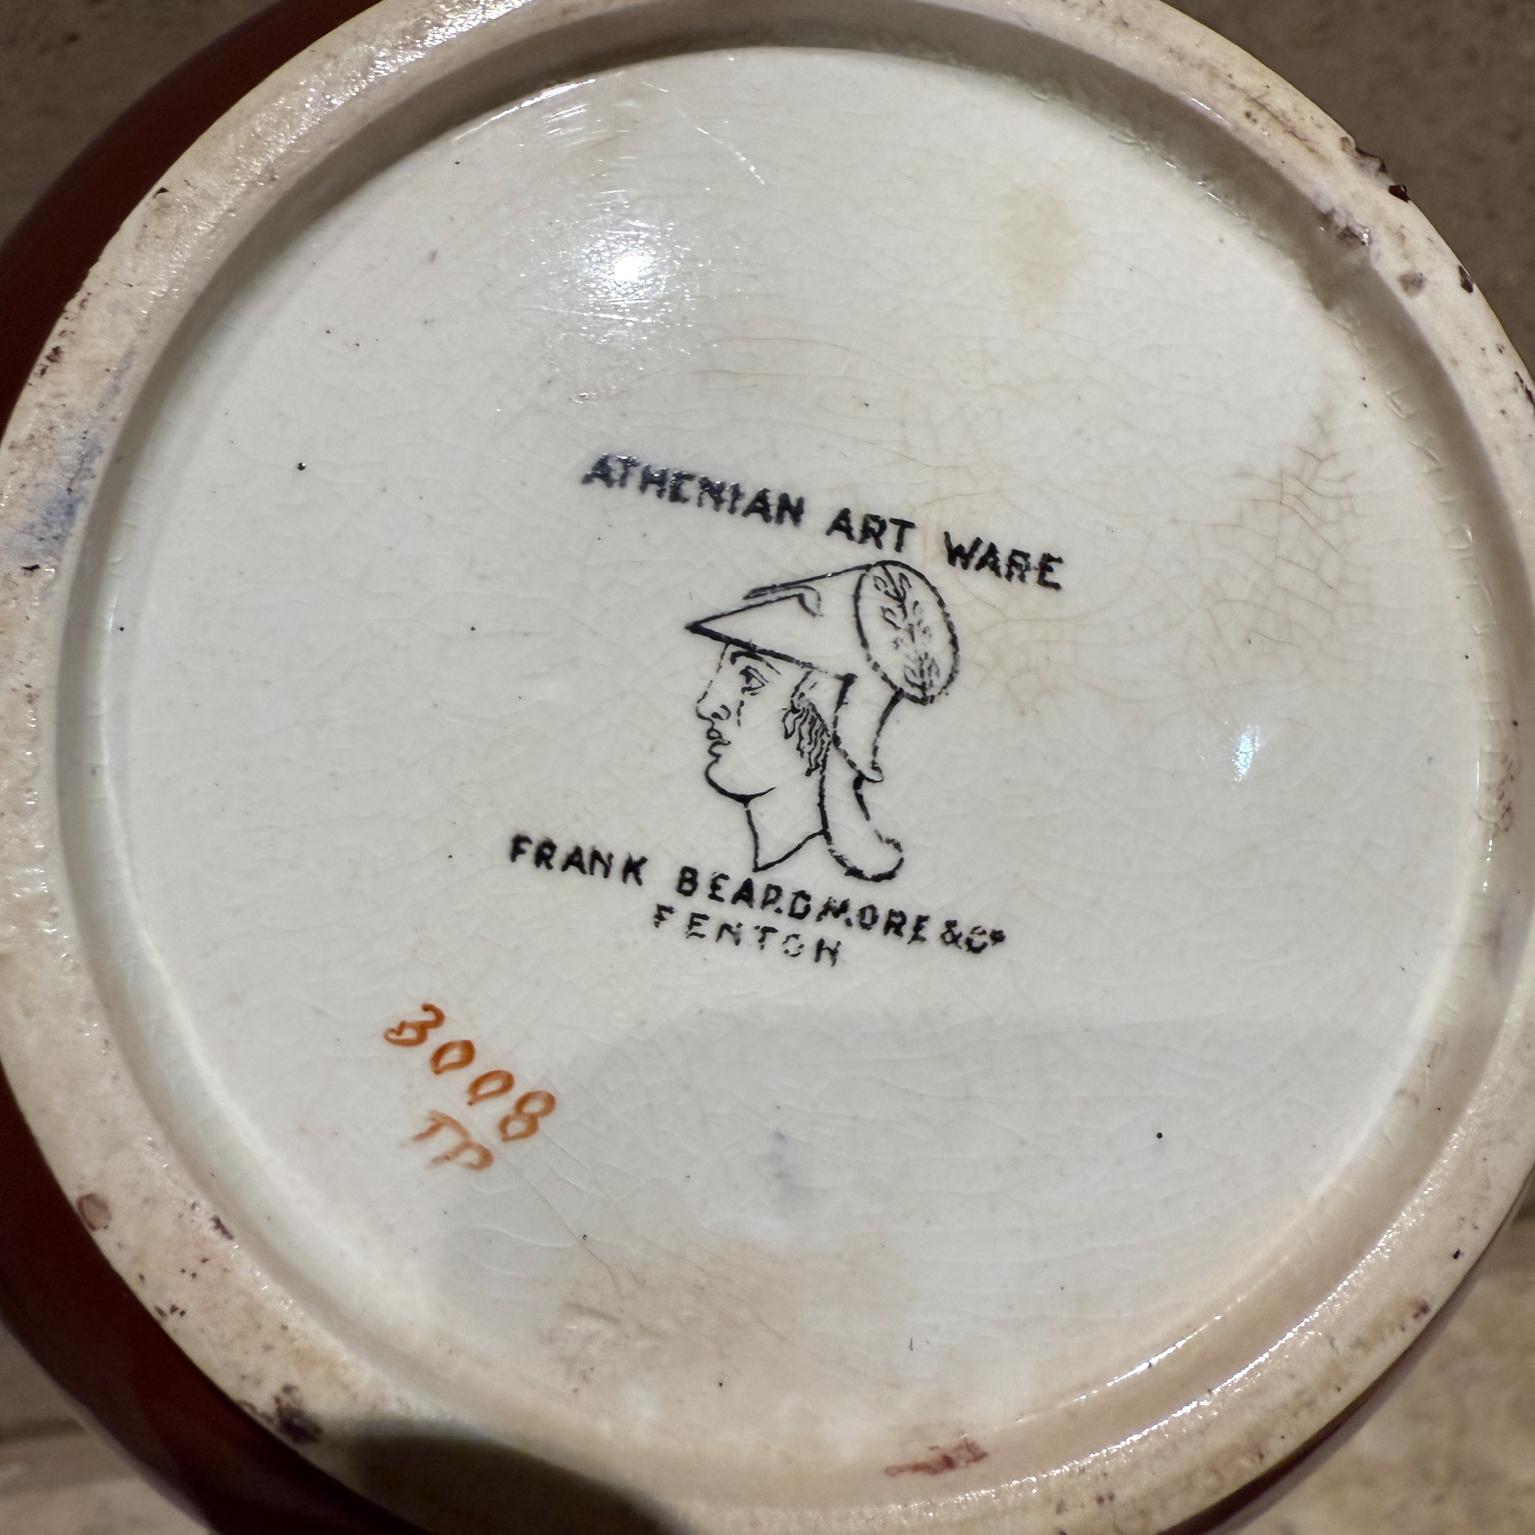 ATHENIAN ART WARE
FRANK BEARDMORE & Co
FENTON
3008
TP